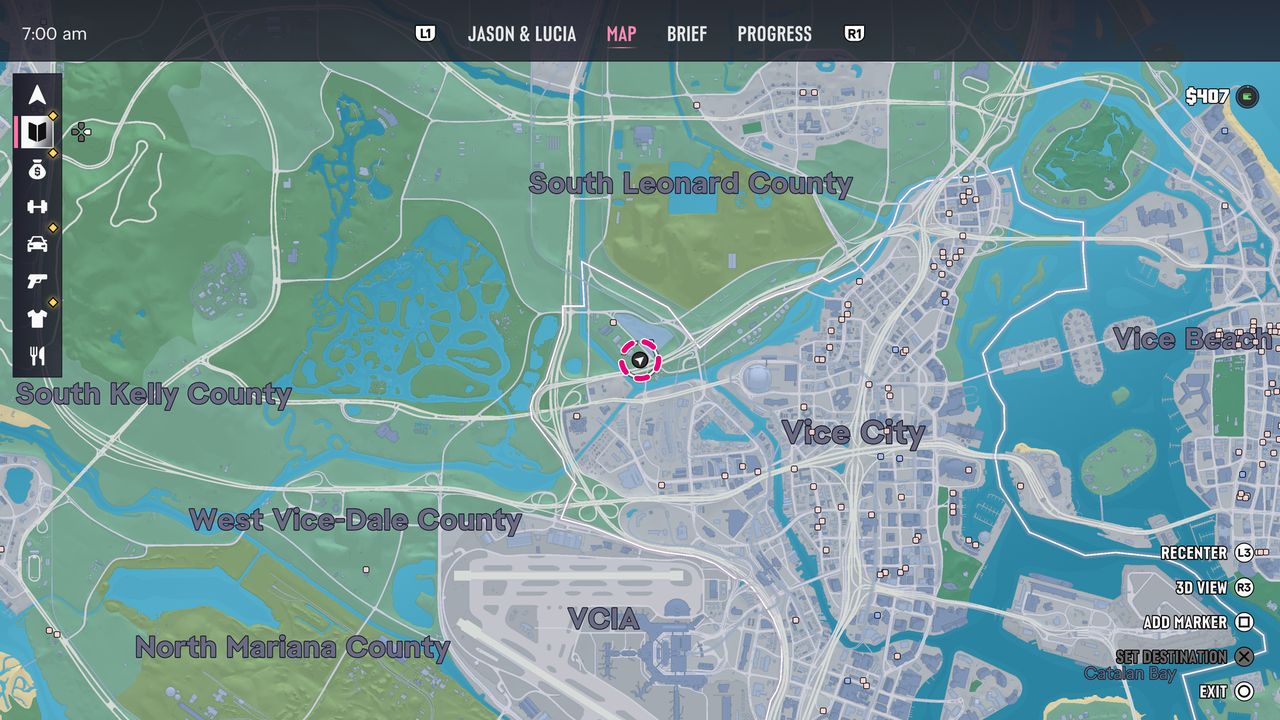 7:00 am
L1
JASON & LUCIA
MAP
BRIEF
PROGRESS
R1
$407
South Leonard County
Vice Beach
South Kelly County
Vice City
West Vice-Dale County
VCIA
North Mariana County
RECENTER L3
3D VIEW R3
ADD MARKER
SET DESTINATION
Catalan Bay
EXIT